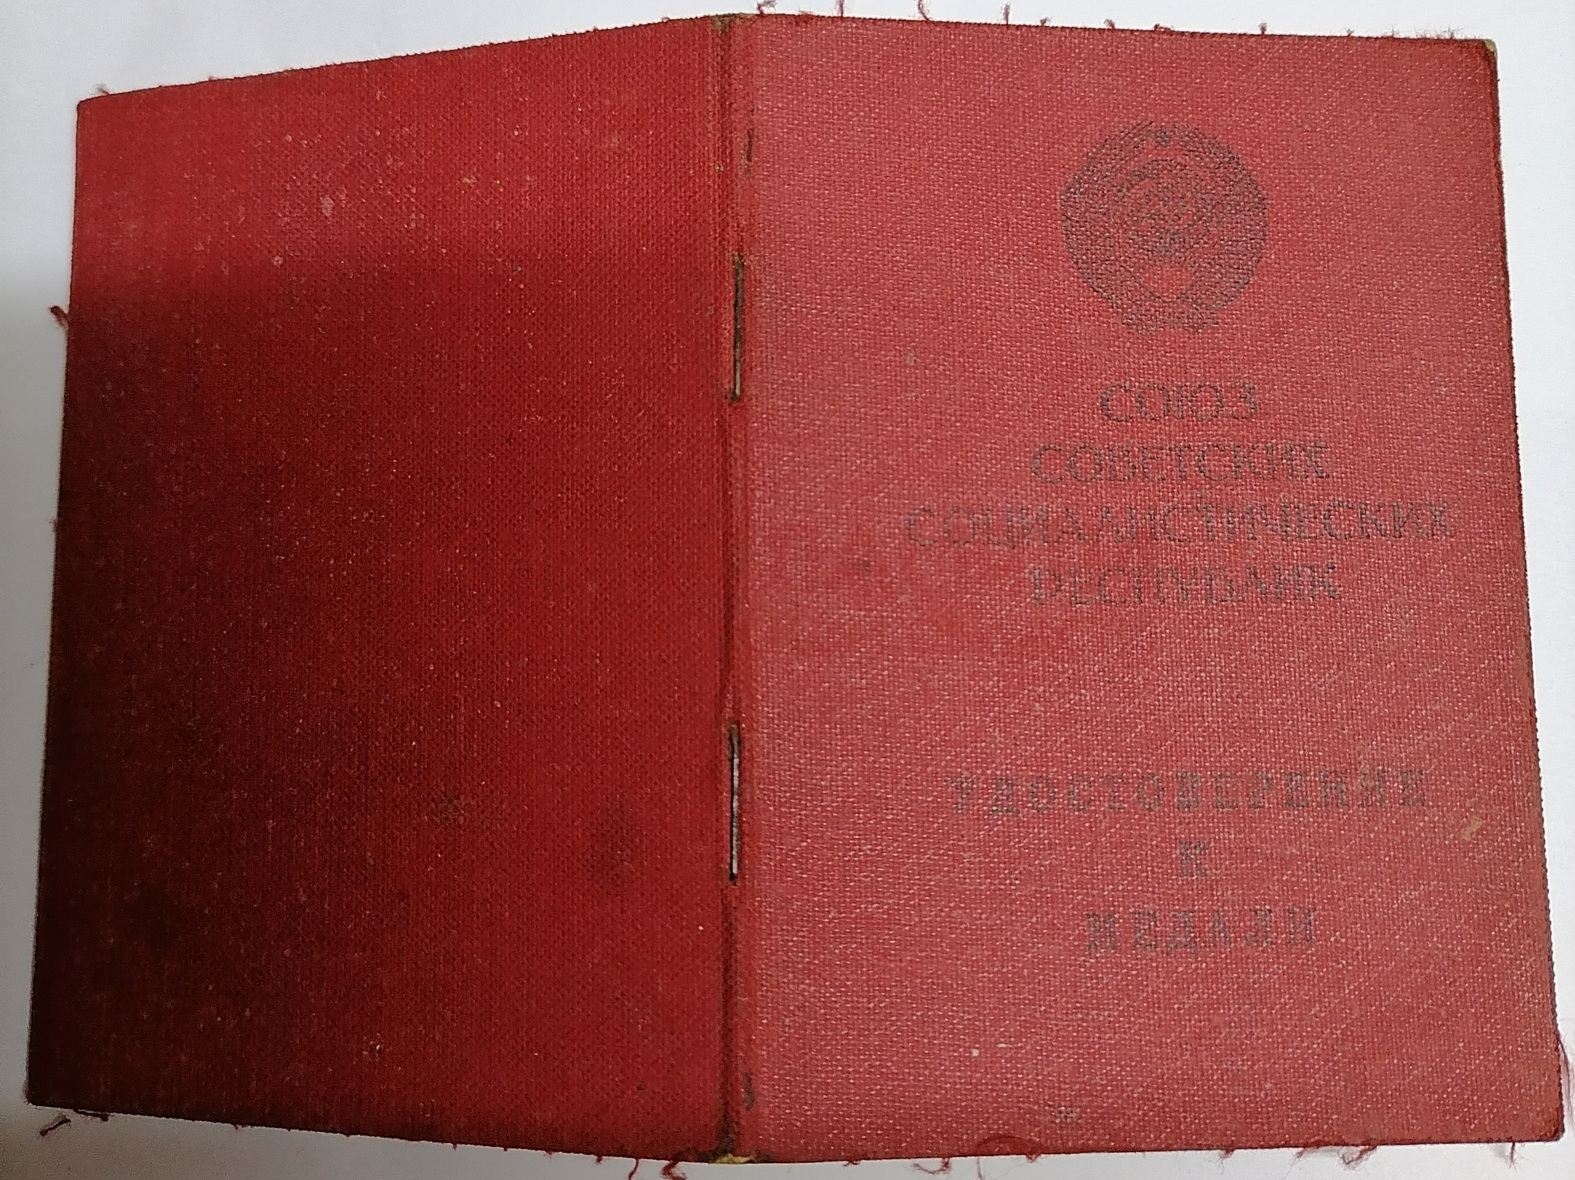 СОЮЗ
СОВЕТСКИХ
СОЦИАЛИСТИЧЕСКИХ
РЕСПУБЛИК
УДОСТОВЕРЕНИЕ
К
МЕДАЛИ